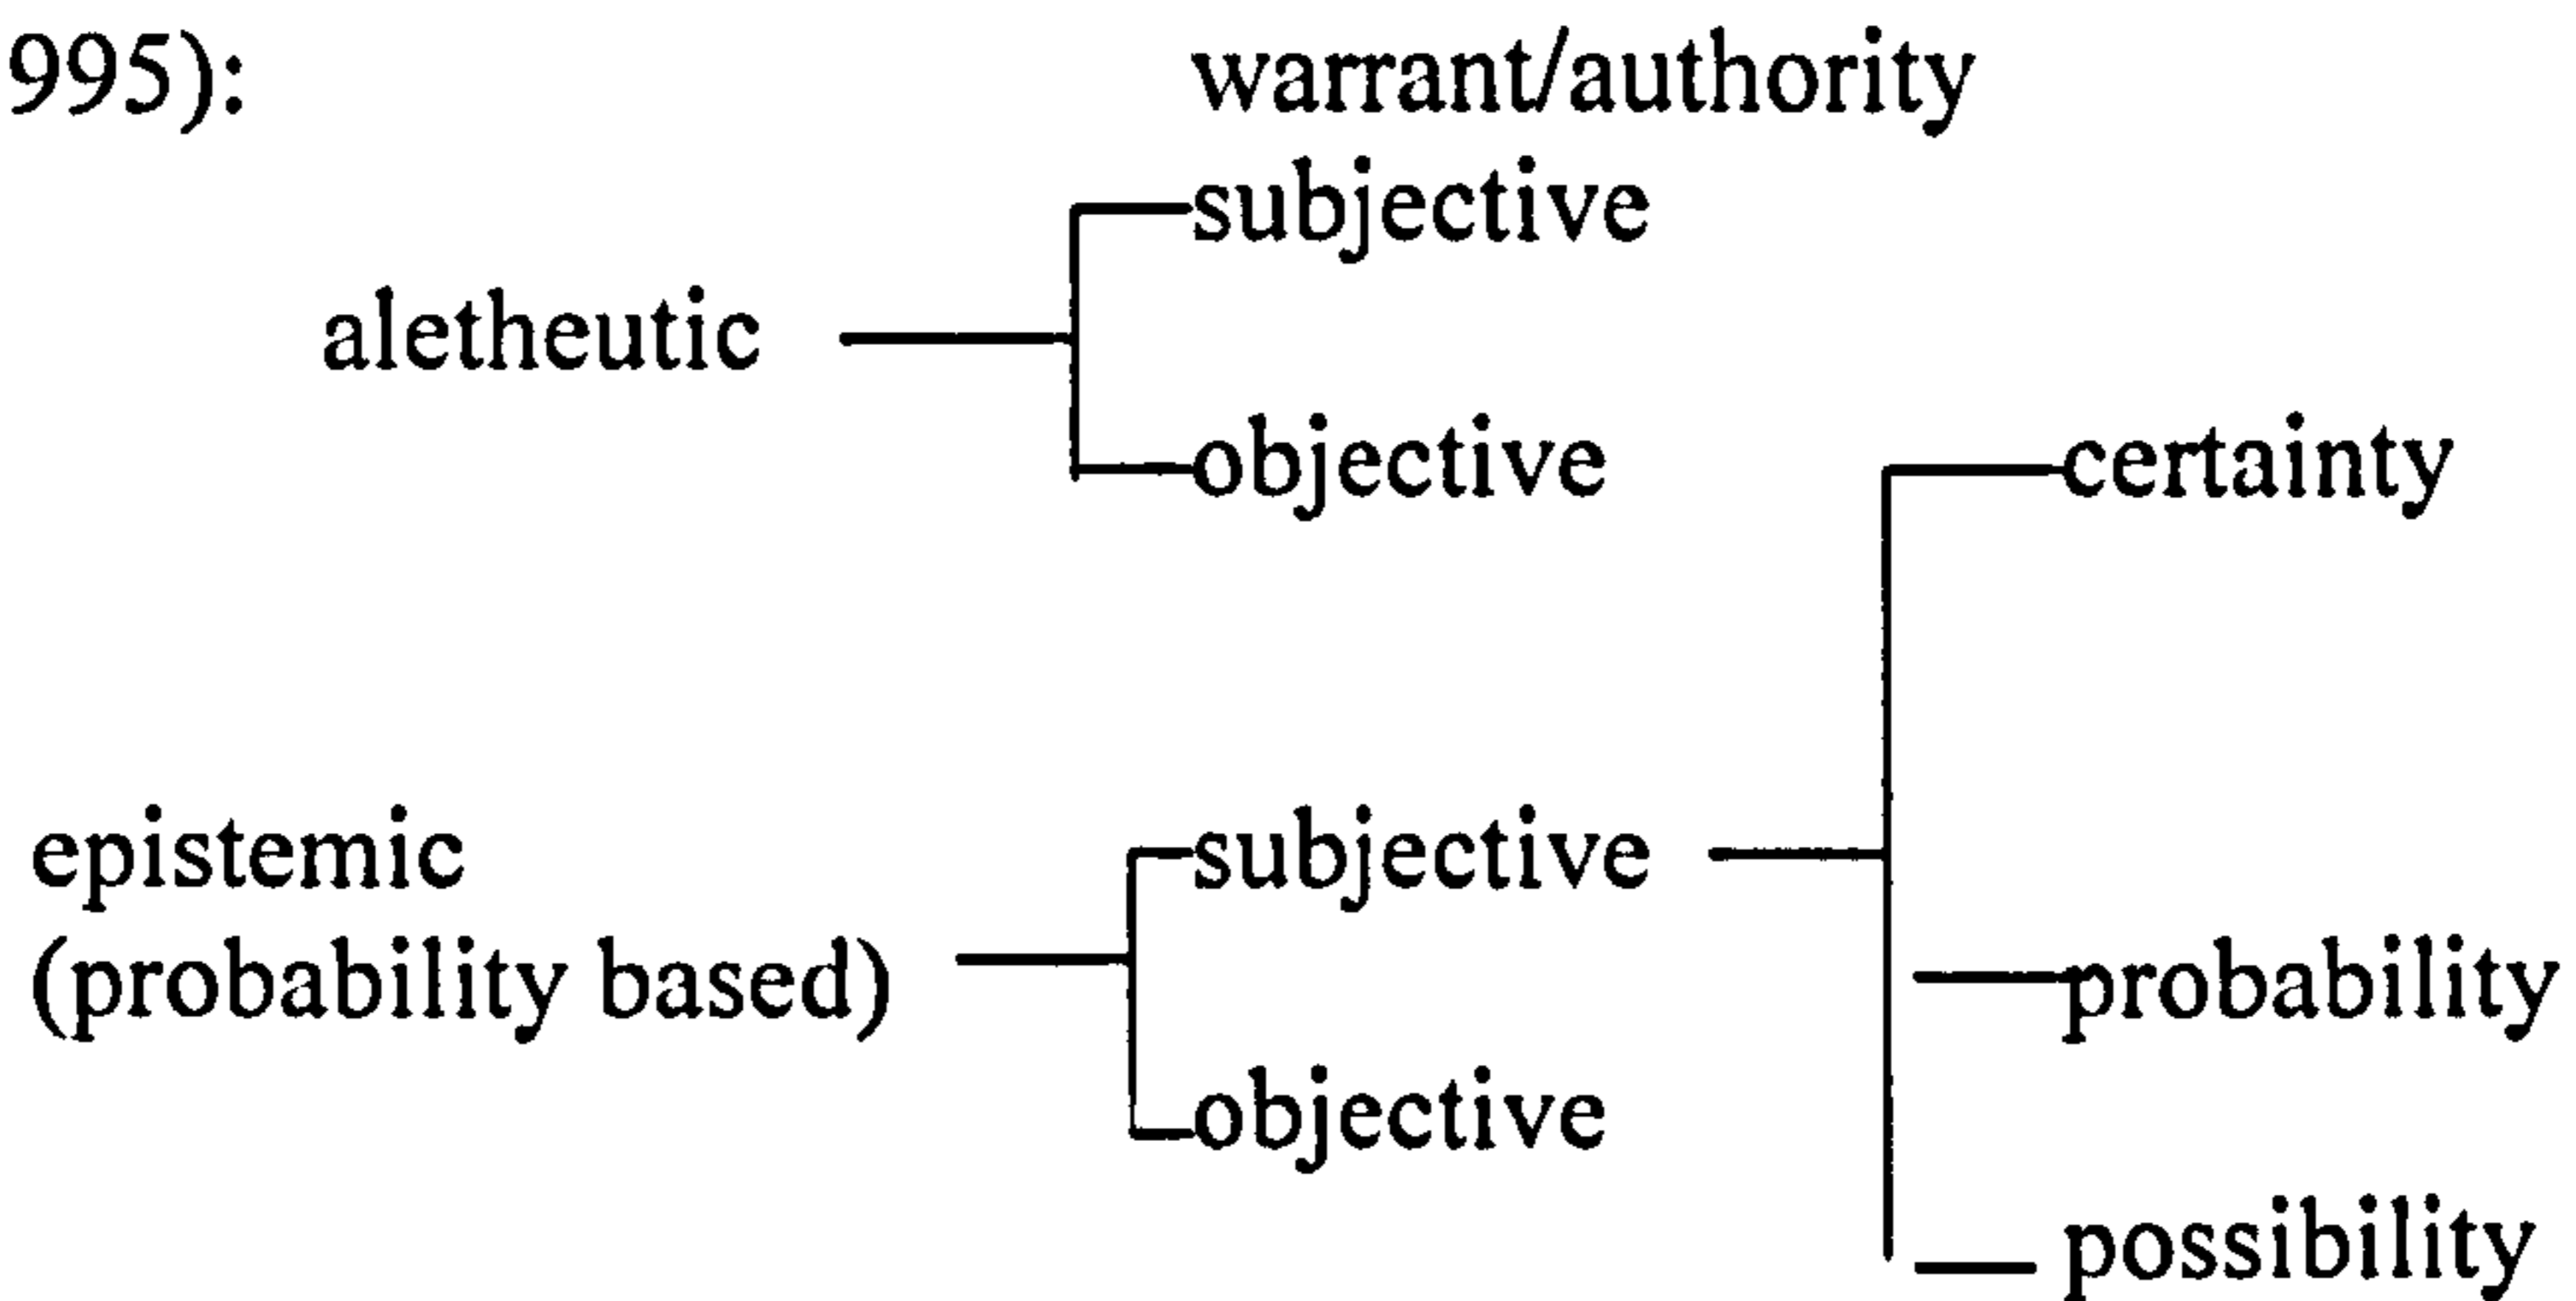 995):
warrant/authority
subjective
aletheutic
objective
certainty
epistemic
subjective
(probability based)
probability
objective
possibility